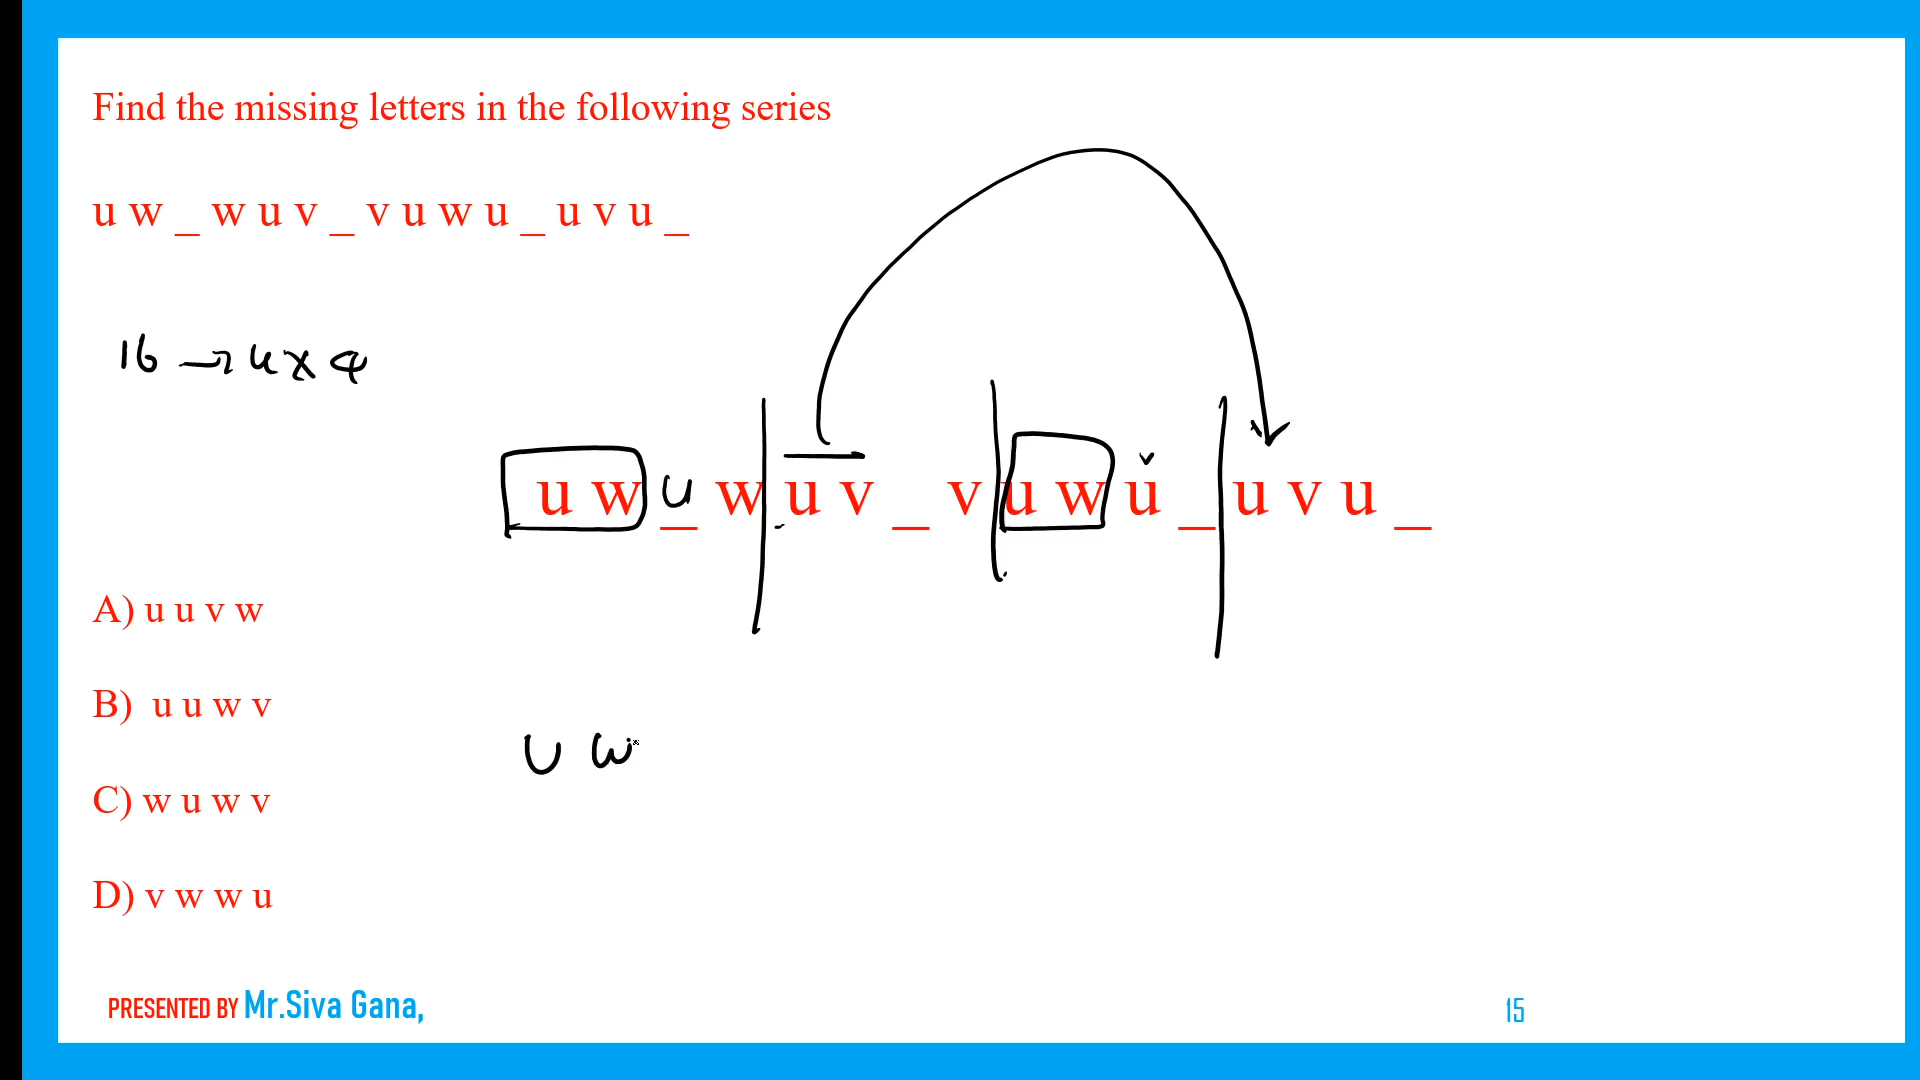 Find the missing letters in the following series
u w _ w u v _ v u w u _ u v u _
16 → 4 x 4
u w u w u v _ v u w u _ u v u _
A) u u v w
B) u u w v
u w
C) w u w v
D) v w w u
PRESENTED BY Mr.Siva Gana,
15